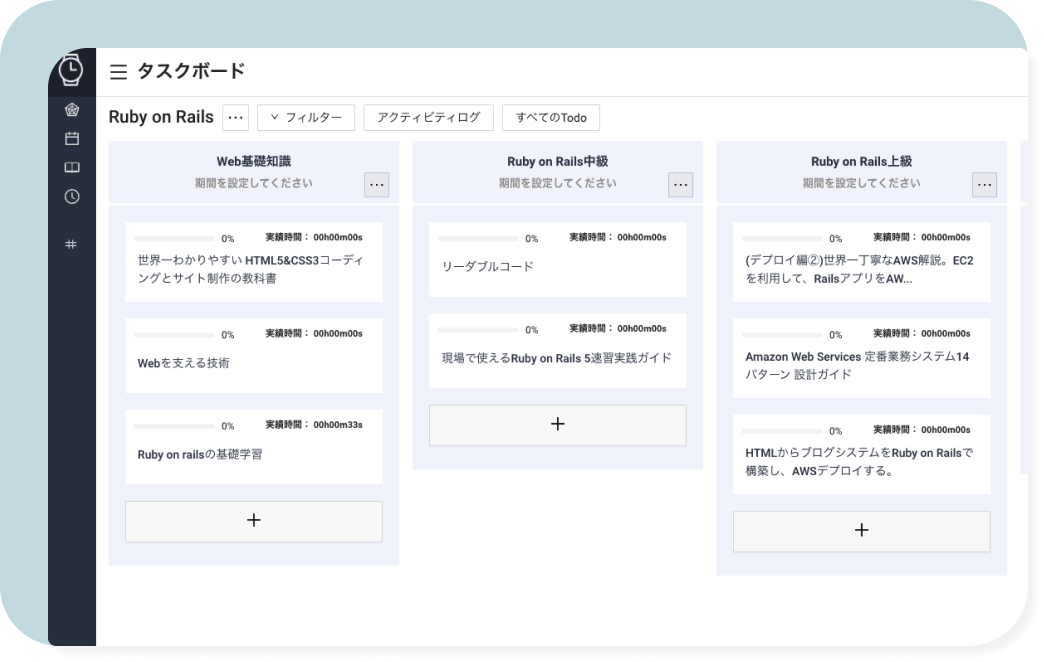 タスクボード
Ruby on Rails ... フィルター アクティビティログ すべてのTodo
Web基礎知識
期間を設定してください
...
0% 実績時間： 00h00m00s
世界一わかりやすい HTML5&CSS3コーディ
ングとサイト制作の教科書
0% 実績時間： 00h00m00s
Webを支える技術
0% 実績時間： 00h00m33s
Ruby on railsの基礎学習
+
Ruby on Rails中級
期間を設定してください
...
0% 実績時間： 00h00m00s
リーダブルコード
0% 実績時間： 00h00m00s
現場で使えるRuby on Rails 5速習実践ガイド
+
Ruby on Rails上級
期間を設定してください
...
0% 実績時間： 00h00m00s
(デプロイ編②)世界一丁寧なAWS解説。EC2
を利用して、RailsアプリをAW...
0% 実績時間： 00h00m00s
Amazon Web Services 定番業務システム14
パターン 設計ガイド
0% 実績時間： 00h00m00s
HTMLからブログシステムをRuby on Railsで
構築し、AWSデプロイする。
+